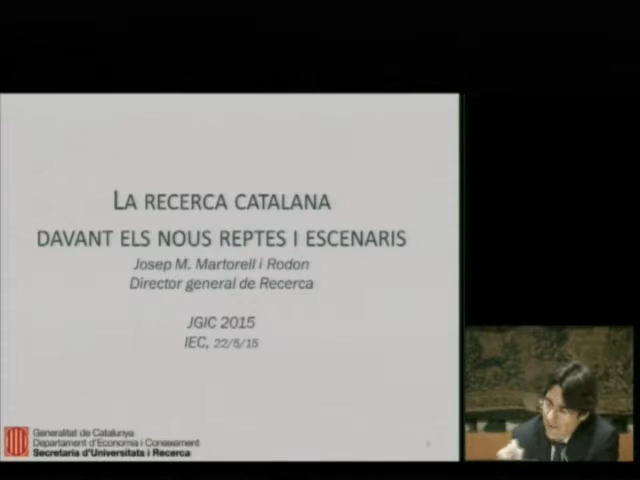 LA RECERCA CATALANA
DAVANT ELS NOUS REPTES I ESCENARIS
Josep M. Martorell i Rodon
Director general de Recerca
JGIC 2015
IEC, 22/5/15
Generalitat de Catalunya
Departament d'Economia i Coneixement
Secretaria d'Universitats i Recerca